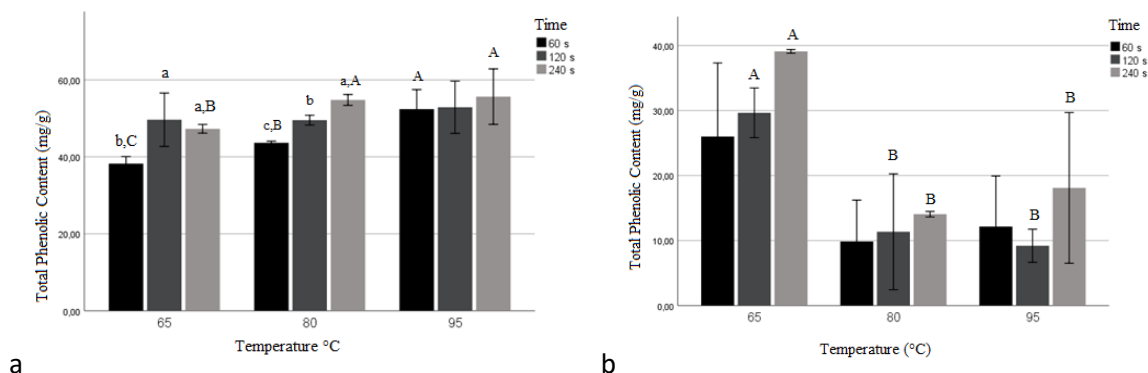 Time
60 s
120 s
240 s
Total Phenolic Content (mg/g)
60,00
40,00
20,00
0,00
b,C
a
a,B
c,B
b
a,A
A
A
65
80
95
Temperature °C
a
Time
60 s
120 s
240 s
Total Phenolic Content (mg/g)
40,00
30,00
20,00
10,00
0,00
A
A
B
B
B
B
65
80
95
Temperature (°C)
b